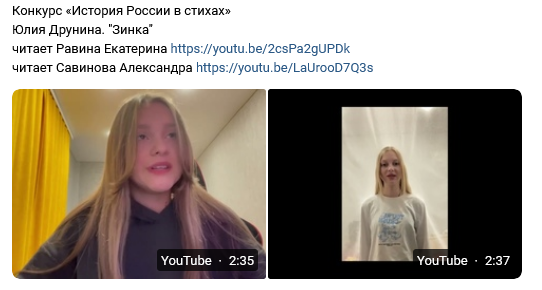 Конкурс «История России в стихах»
Юлия Друнина. "Зинка"
читает Равина Екатерина https://youtu.be/2csPa2gUPDk
читает Савинова Александра https://youtu.be/LaUrooD7Q3s
YouTube · 2:35
YouTube · 2:37